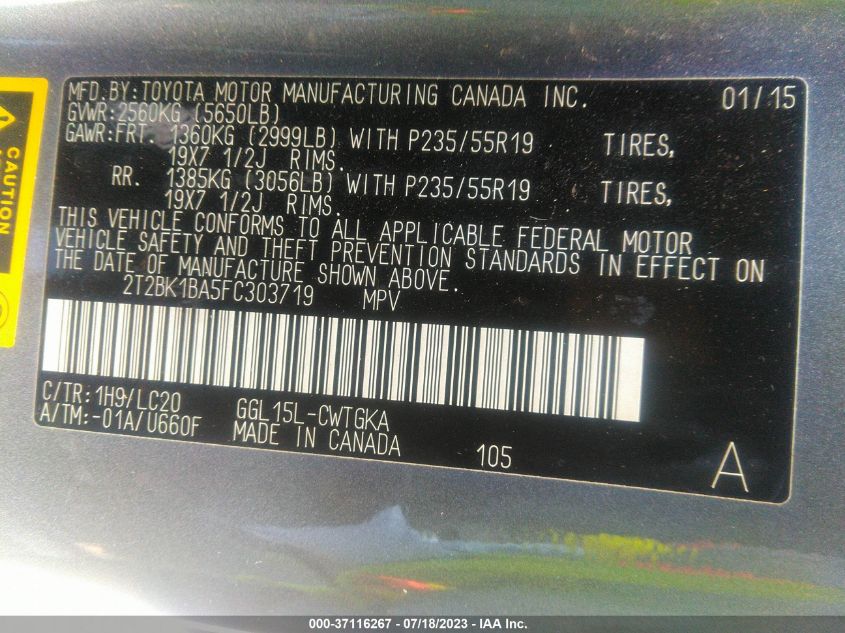 MFD.BY:TOYOTA MOTOR MANUFACTURING CANADA INC. 01/15
GVWR:2560KG (5650LB)
GAWR:FRT. 1360KG (2999LB) WITH P235/55R19 TIRES,
19X7 1/2J RIMS.
RR. 1385KG (3056LB) WITH P235/55R19 TIRES,
19X7 1/2J RIMS.
THIS VEHICLE CONFORMS TO ALL APPLICABLE FEDERAL MOTOR
VEHICLE SAFETY AND THEFT PREVENTION STANDARDS IN EFFECT ON
THE DATE OF MANUFACTURE SHOWN ABOVE.
2T2BK1BA5FC303719 MPV
C/TR:1H9/LC20 GGL15L-CWTGKA
A/TM:-01A/U660F MADE IN CANADA 105 A
CAUTION
000-37116267 / 07/18/2023 - IAA Inc.